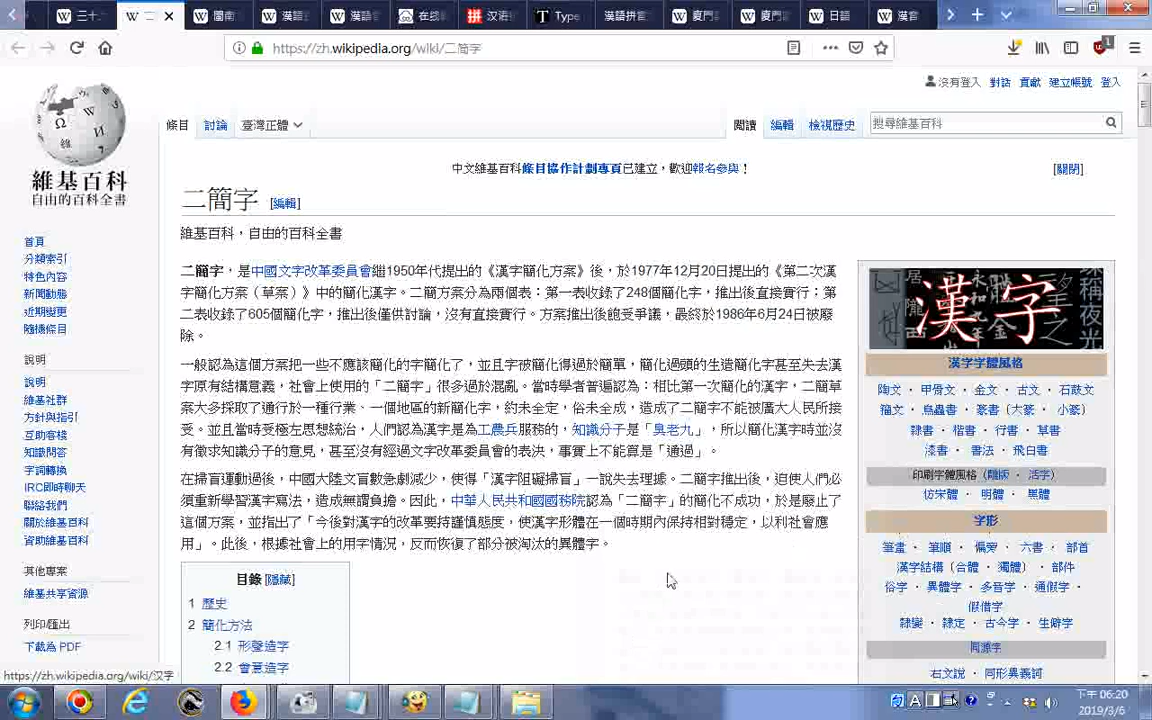 三十
W 二
閩南
漢語
漢語
在线
汉语
Type
漢語拼
廈門
廈門
日語
漢音
https://zh.wikipedia.org/wiki/二简字
1
沒有登入 對話 貢獻 建立帳號 登入
條目 討論 臺灣正體
閱讀 編輯 檢視歷史
搜尋維基百科
中文維基百科條目協作計劃專頁已建立，歡迎報名參與！
[關閉]
維基百科
自由的百科全書
二簡字 [編輯]
維基百科，自由的百科全書
二簡字，是中國文字改革委員會繼1950年代提出的《漢字簡化方案》後，於1977年12月20日提出的《第二次漢
字簡化方案（草案）》中的簡化漢字。二簡方案分為兩個表：第一表收錄了248個簡化字，推出後直接實行；第
二表收錄了605個簡化字，推出後僅供討論，沒有直接實行。方案推出後飽受爭議，最終於1986年6月24日被廢
除。
一般認為這個方案把一些不應該簡化的字簡化了，並且字被簡化得過於簡單，簡化過頭的生造簡化字甚至失去漢
字原有結構意義，社會上使用的「二簡字」很多過於混亂。當時學者普遍認為：相比第一次簡化的漢字，二簡草
案大多採取了通行於一種行業、一個地區的新簡化字，約未全定，俗未全成，造成了二簡字不能被廣大人民所接
受。並且當時受極左思想統治，人們認為漢字是為工農兵服務的，知識分子是「臭老九」，所以簡化漢字時並沒
有徵求知識分子的意見，甚至沒有經過文字改革委員會的表決，事實上不能算是「通過」。
在掃盲運動過後，中國大陸文盲數急劇減少，使得「漢字阻礙掃盲」一說失去理據。二簡字推出後，迫使人們必
須重新學習漢字寫法，造成無謂負擔。因此，中華人民共和國國務院認為「二簡字」的簡化不成功，於是廢止了
這個方案，並指出了「今後對漢字的改革要持謹慎態度，使漢字形體在一個時期內保持相對穩定，以利社會應
用」。此後，根據社會上的用字情況，反而恢復了部分被淘汰的異體字。
目錄 [隱藏]
1 歷史
2 簡化方法
2.1 形聲造字
2.2 會意造字
首頁
分類索引
特色內容
新聞動態
近期變更
隨機條目
說明
說明
維基社群
方針與指引
互助客棧
知識問答
字詞轉換
IRC即時聊天
聯絡我們
關於維基百科
資助維基百科
其他專案
維基共享資源
列印/匯出
下載為 PDF
漢字
漢字字體風格
陶文 · 甲骨文 · 金文 · 古文 · 石鼓文
籀文 · 鳥蟲書 · 篆書（大篆 · 小篆）
隸書 · 楷書 · 行書 · 草書
漆書 · 書法 · 飛白書
印刷字體風格（雕版 · 活字）
仿宋體 · 明體 · 黑體
字形
筆畫 · 筆順 · 偏旁 · 六書 · 部首
漢字結構（合體 · 獨體） · 部件
俗字 · 異體字 · 多音字 · 通假字 ·
假借字
隸變 · 隸定 · 古今字 · 生僻字
同源字
右文說 · 同形異義詞
https://zh.wikipedia.org/wiki/汉字
A
下午 06:20
2019/3/6